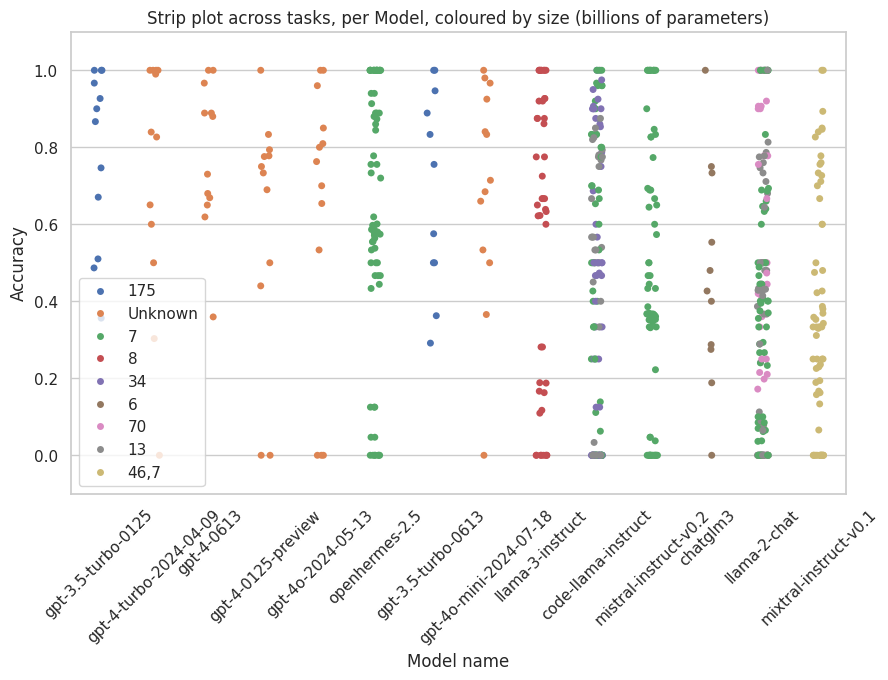 Strip plot across tasks, per Model, coloured by size (billions of parameters)
Accuracy
1.0
0.8
0.6
0.4
0.2
0.0
175
Unknown
7
8
34
6
70
13
46,7
gpt-3.5-turbo-0125
gpt-4-turbo-2024-04-09
gpt-4-0613
gpt-4-0125-preview
gpt-4o-2024-05-13
openhermes-2.5
gpt-3.5-turbo-0613
gpt-4o-mini-2024-07-18
llama-3-instruct
code-llama-instruct
mistral-instruct-v0.2
chatglm3
llama-2-chat
mixtral-instruct-v0.1
Model name